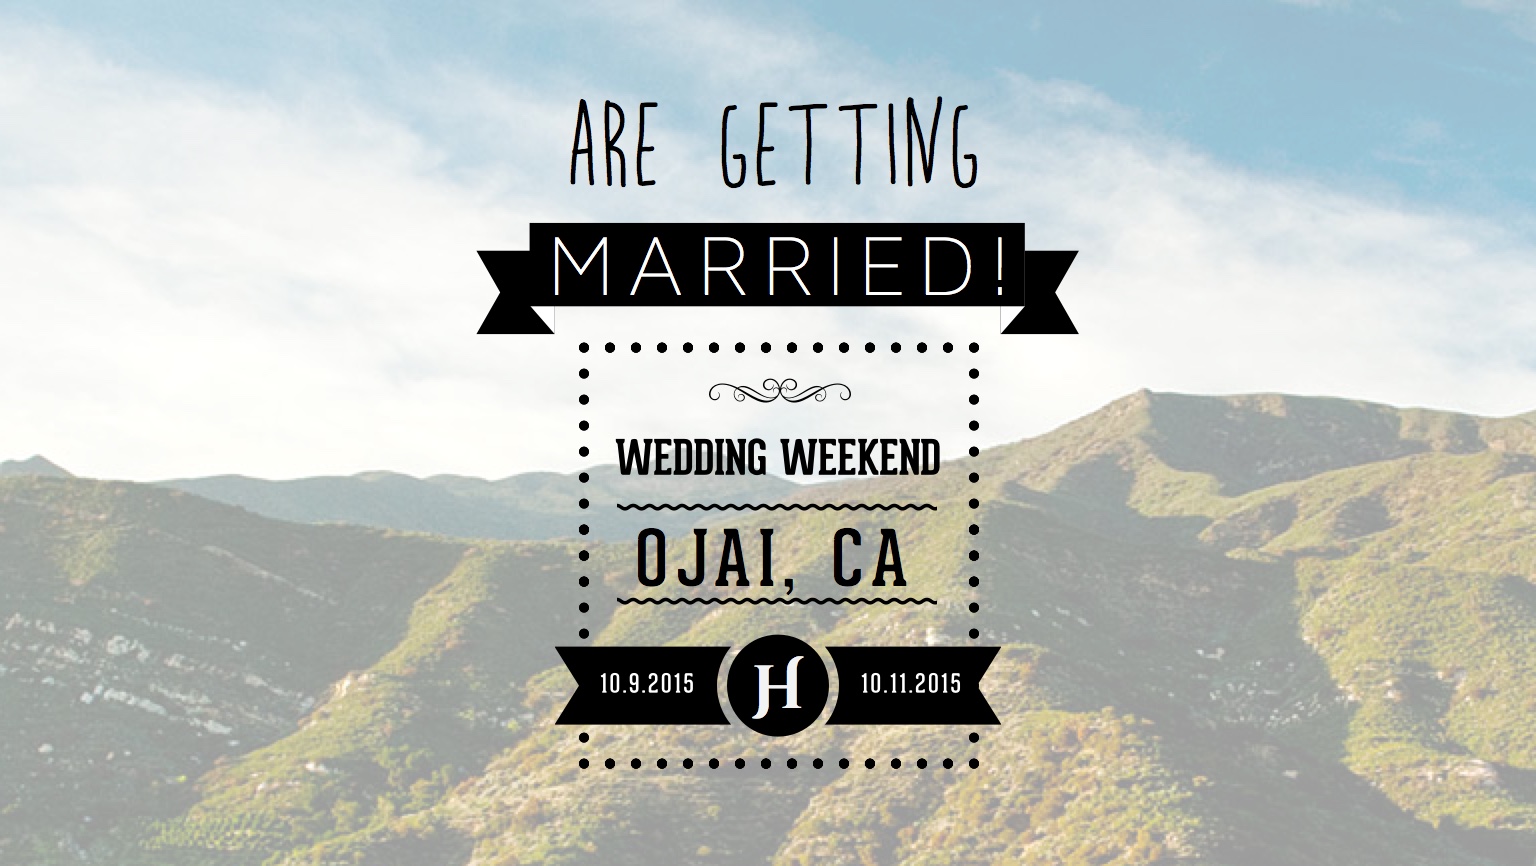 ARE GETTING
MARRIED!
WEDDING WEEKEND
OJAI, CA
10.9.2015 JH 10.11.2015